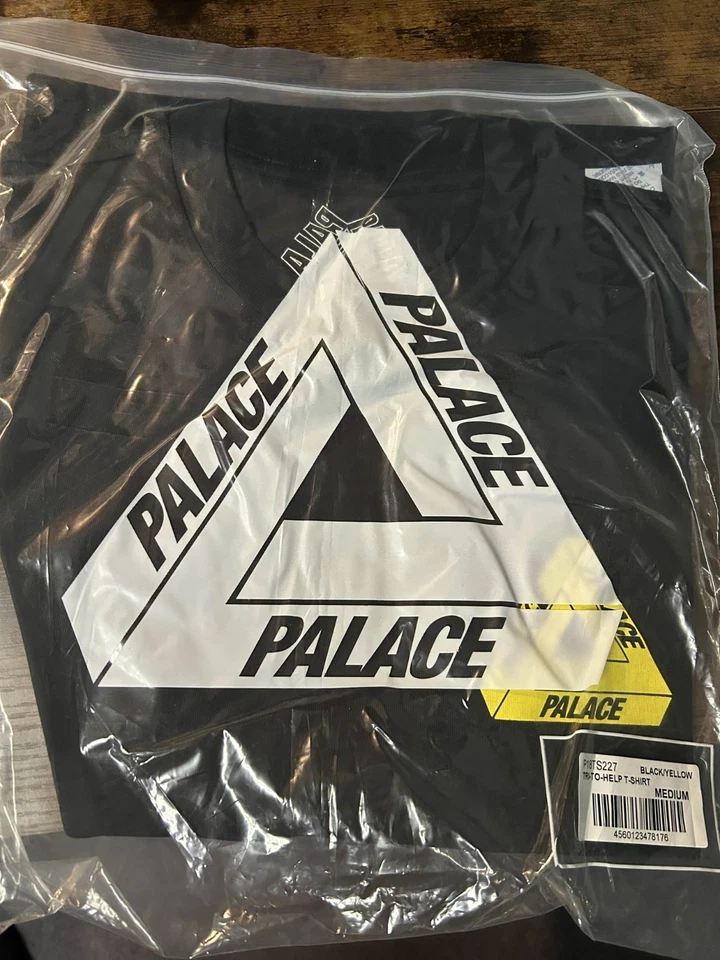 PALACE
PALACE
PALACE
PALACE
P18TS227 BLACK/YELLOW
TRI-TO-HELP T-SHIRT
MEDIUM
4560123478176